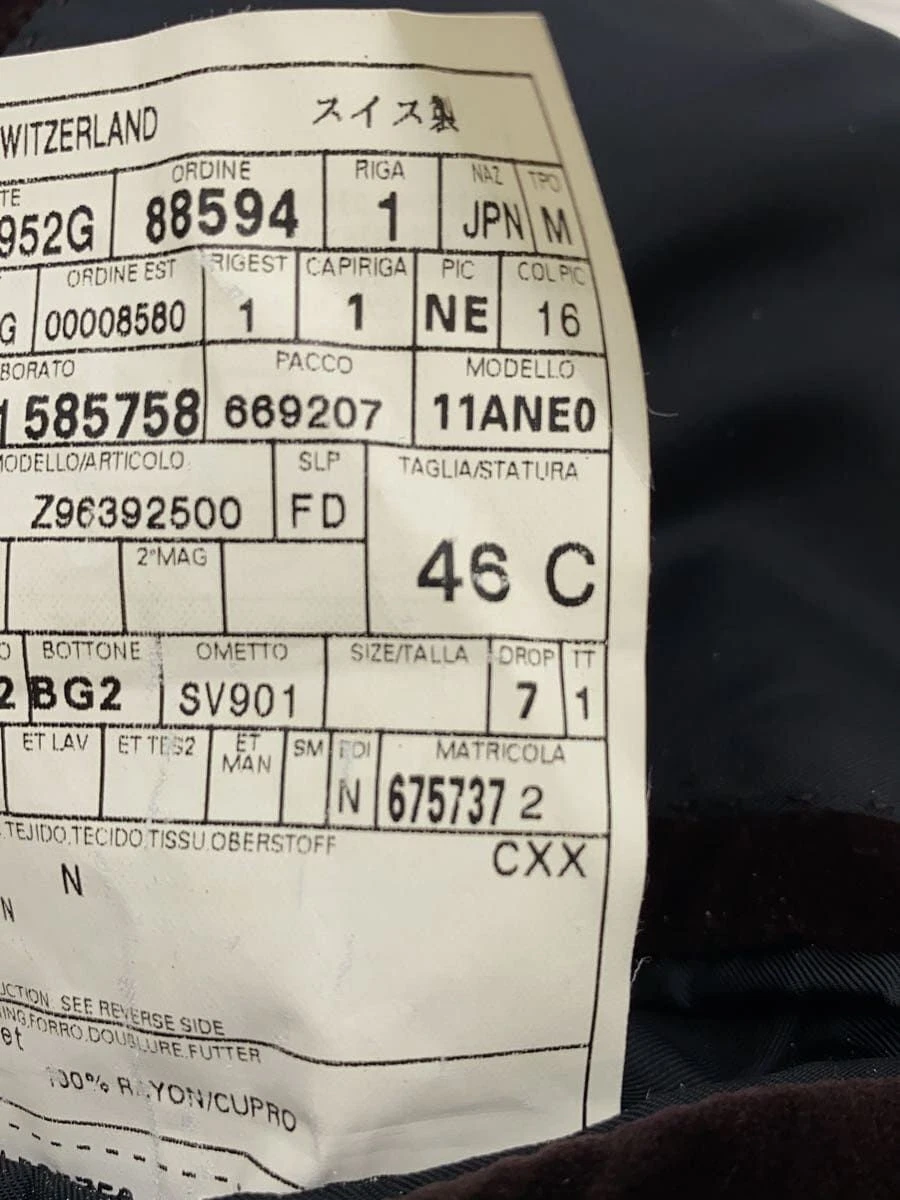 WITZERLAND スイス製
TE ORDINE RIGA NAZ TPO
952G 88594 1 JPN M
ORDINE EST RIGEST CAPIRIGA PIC COLPIC
G 00008580 1 1 NE 16
BORATO PACCO MODELLO
1585758 669207 11ANE0
MODELLO/ARTICOLO SLP TAGLIA/STATURA
Z96392500 FD 46 C
2°MAG
O BOTTONE OMETTO SIZE/TALLA DROP TT
2 BG2 SV901 7 1
ET LAV ET TES2 ET MAN SM EDI MATRICOLA
N 675737 2
TEJIDO.TECIDO.TISSU.OBERSTOFF
CXX
N
N
UCTION SEE REVERSE SIDE
ING.FORRO.DOUBLURE.FUTTER
et
100% RAYON/CUPRO